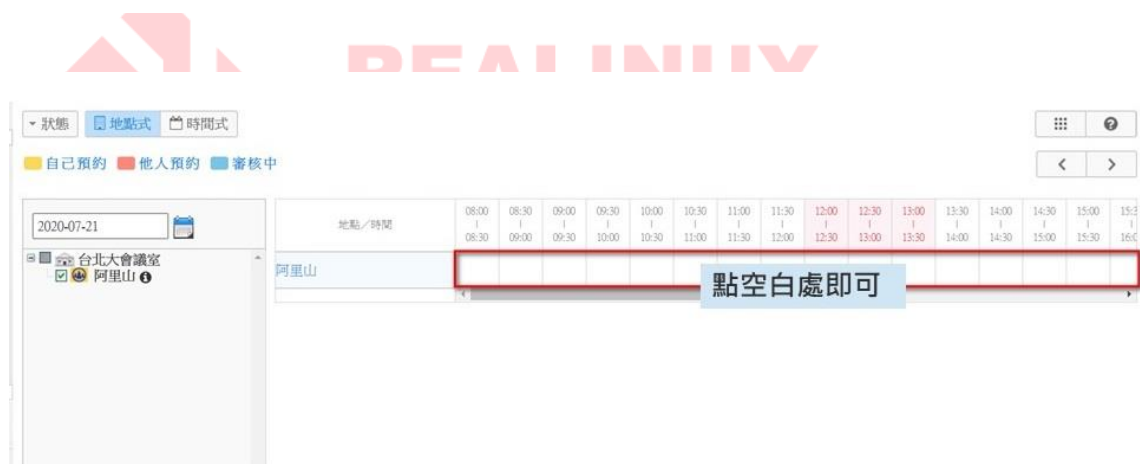 REALINUX
狀態 地點式 時間式
自己預約 他人預約 審核中
2020-07-21
台北大會議室
阿里山
地點／時間
08:00 08:30 09:00 09:30 10:00 10:30 11:00 11:30 12:00 12:30 13:00 13:30 14:00 14:30 15:00
08:30 09:00 09:30 10:00 10:30 11:00 11:30 12:00 12:30 13:00 13:30 14:00 14:30 15:00 15:30
阿里山
點空白處即可